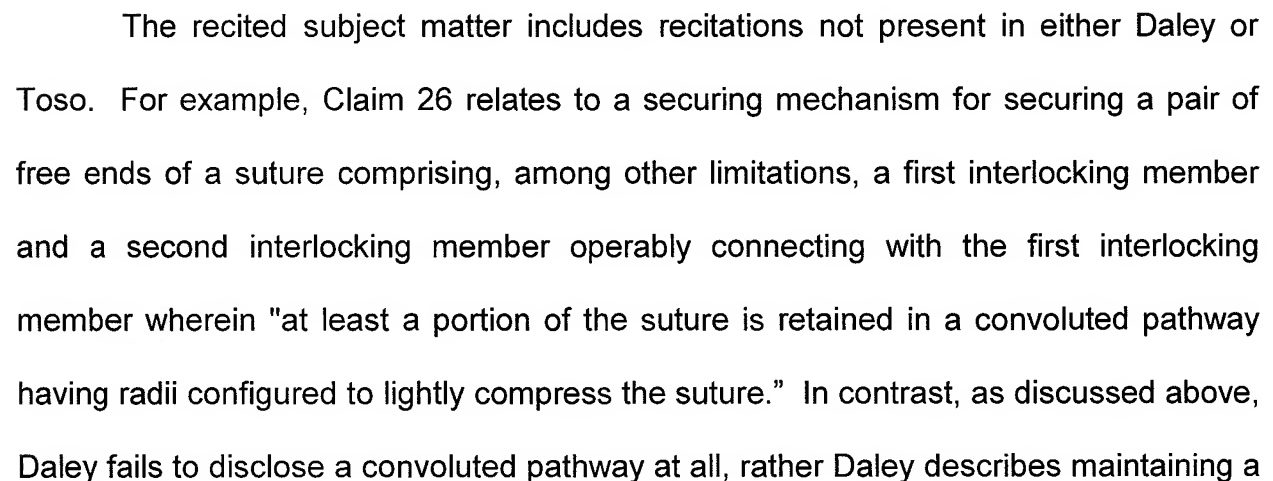 The recited subject matter includes recitations not present in either Daley or
Toso. For example, Claim 26 relates to a securing mechanism for securing a pair of
free ends of a suture comprising, among other limitations, a first interlocking member
and a second interlocking member operably connecting with the first interlocking
member wherein "at least a portion of the suture is retained in a convoluted pathway
having radii configured to lightly compress the suture.” In contrast, as discussed above,
Daley fails to disclose a convoluted pathway at all, rather Daley describes maintaining a